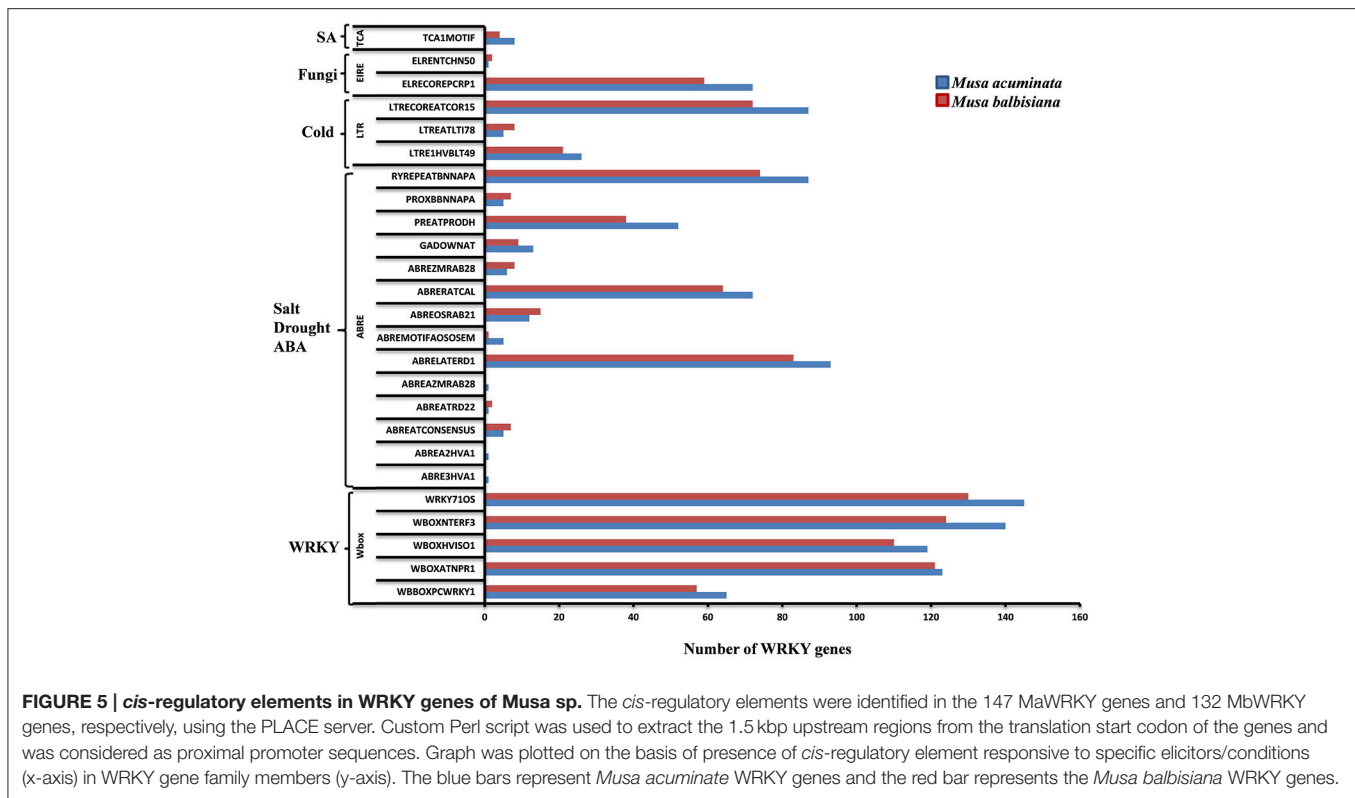 SA
TCA
TCA1MOTIF
Fungi
EIRE
ELRENTCHN50
ELRECOREPCRP1
Cold
LTR
LTRECOREATCOR15
LTREATLTI78
LTRE1HVBLT49
Salt
Drought
ABA
ABRE
RYREPEATBNNAPA
PROXBBNNAPA
PREATPRODH
GADOWNAT
ABREZMRAB28
ABRERATCAL
ABREOSRAB21
ABREMOTIFAOSOSEM
ABRELATERD1
ABREAZMRAB28
ABREATRD22
ABREATCONSENSUS
ABREA2HVA1
ABRE3HVA1
WRKY
Wbox
WRKY71OS
WBOXNTERF3
WBOXHVISO1
WBOXATNPR1
WBBOXPCWRKY1
Musa acuminata
Musa balbisiana
0 20 40 60 80 100 120 140 160
Number of WRKY genes
FIGURE 5 | cis-regulatory elements in WRKY genes of Musa sp. The cis-regulatory elements were identified in the 147 MaWRKY genes and 132 MbWRKY
genes, respectively, using the PLACE server. Custom Perl script was used to extract the 1.5 kbp upstream regions from the translation start codon of the genes and
was considered as proximal promoter sequences. Graph was plotted on the basis of presence of cis-regulatory element responsive to specific elicitors/conditions
(x-axis) in WRKY gene family members (y-axis). The blue bars represent Musa acuminate WRKY genes and the red bar represents the Musa balbisiana WRKY genes.